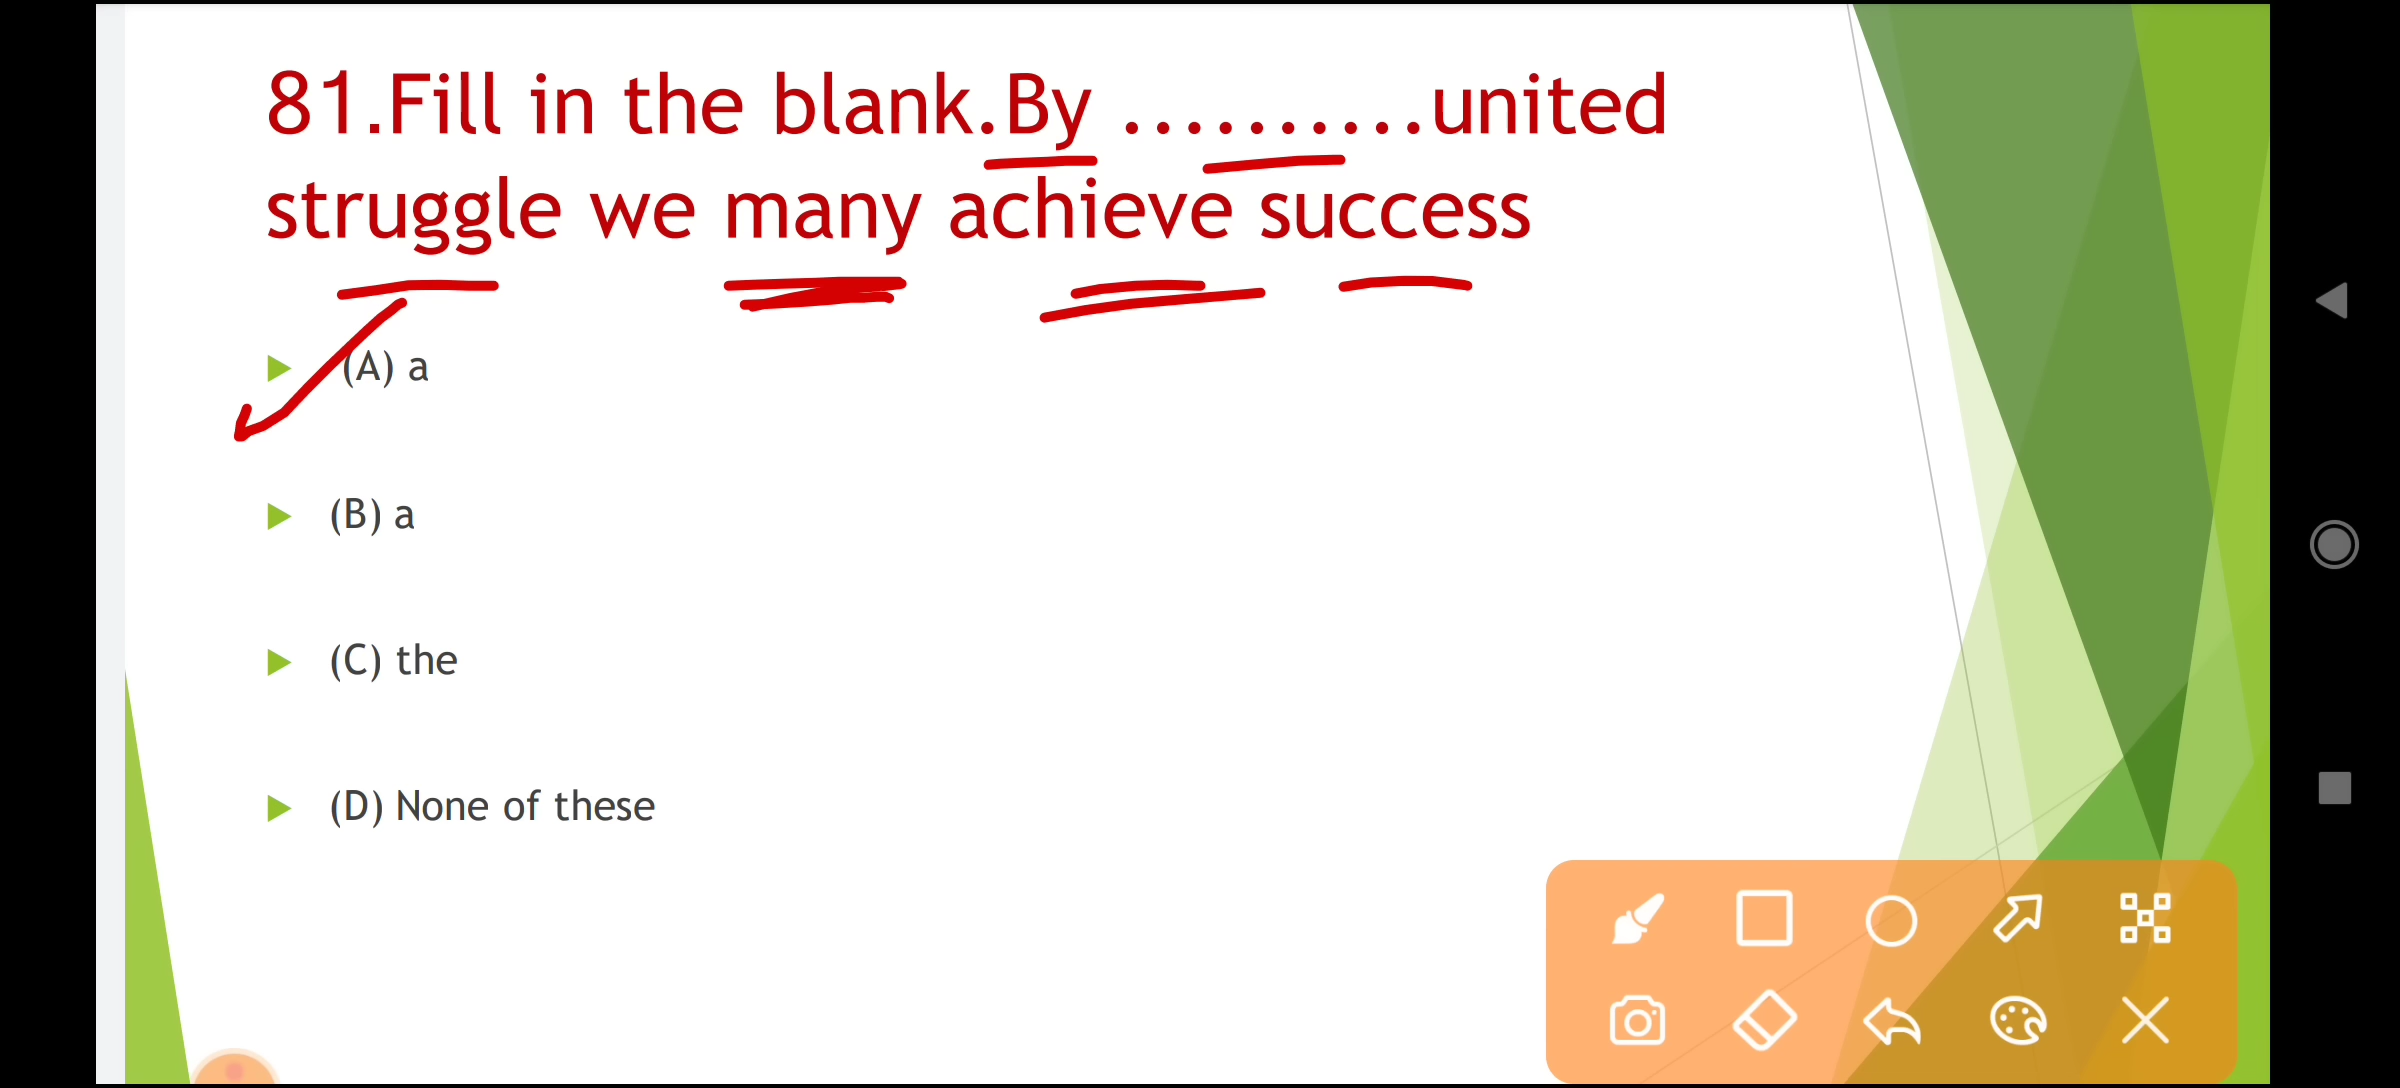 81.Fill in the blank.By ..........united
struggle we many achieve success
(A) a
(B) a
(C) the
(D) None of these